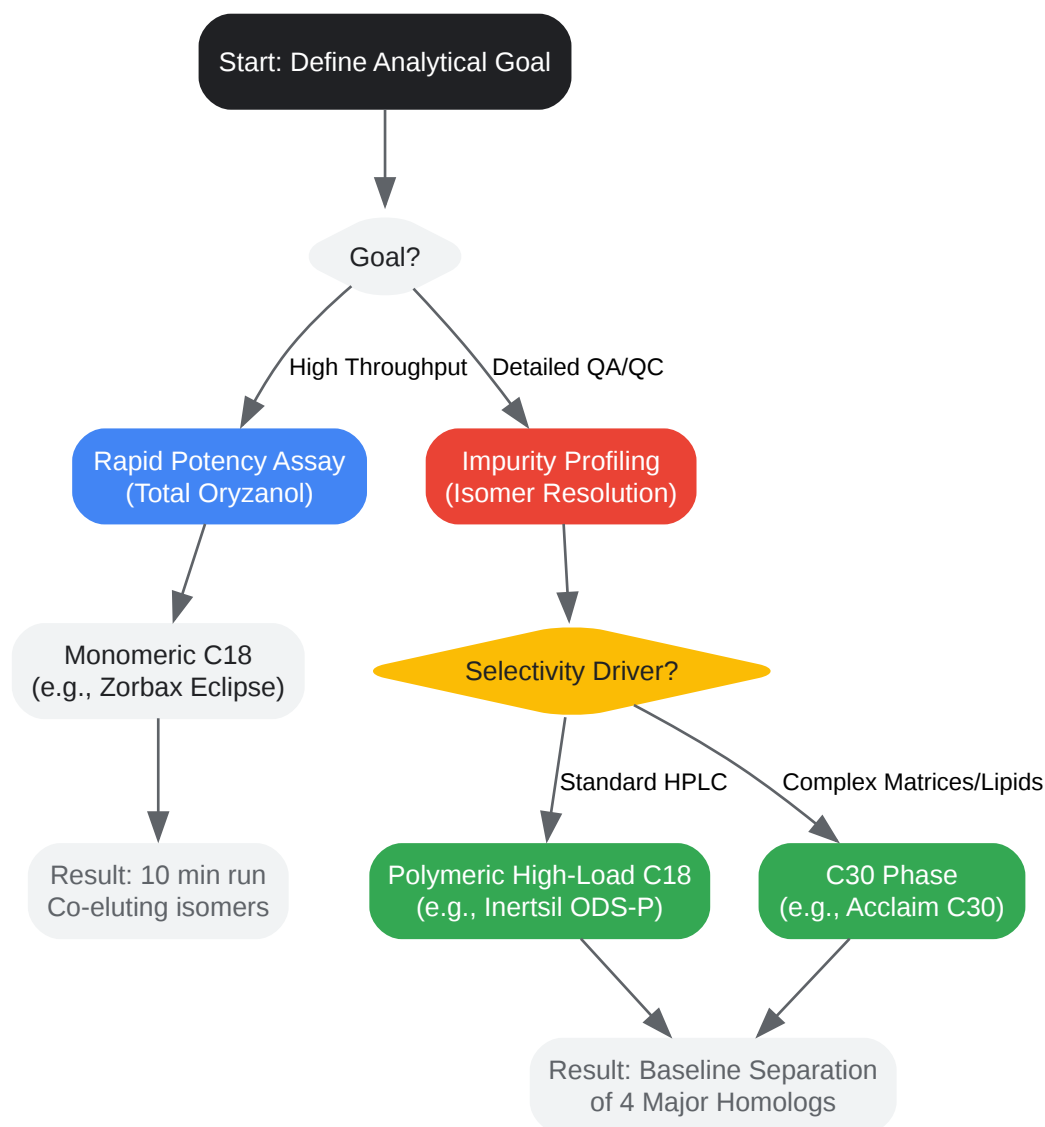 Start: Define Analytical Goal
Goal?
High Throughput
Detailed QA/QC
Rapid Potency Assay
(Total Oryzanol)
Impurity Profiling
(Isomer Resolution)
Monomeric C18
(e.g., Zorbax Eclipse)
Selectivity Driver?
Standard HPLC
Complex Matrices/Lipids
Result: 10 min run
Co-eluting isomers
Polymeric High-Load C18
(e.g., Inertsil ODS-P)
C30 Phase
(e.g., Acclaim C30)
Result: Baseline Separation
of 4 Major Homologs